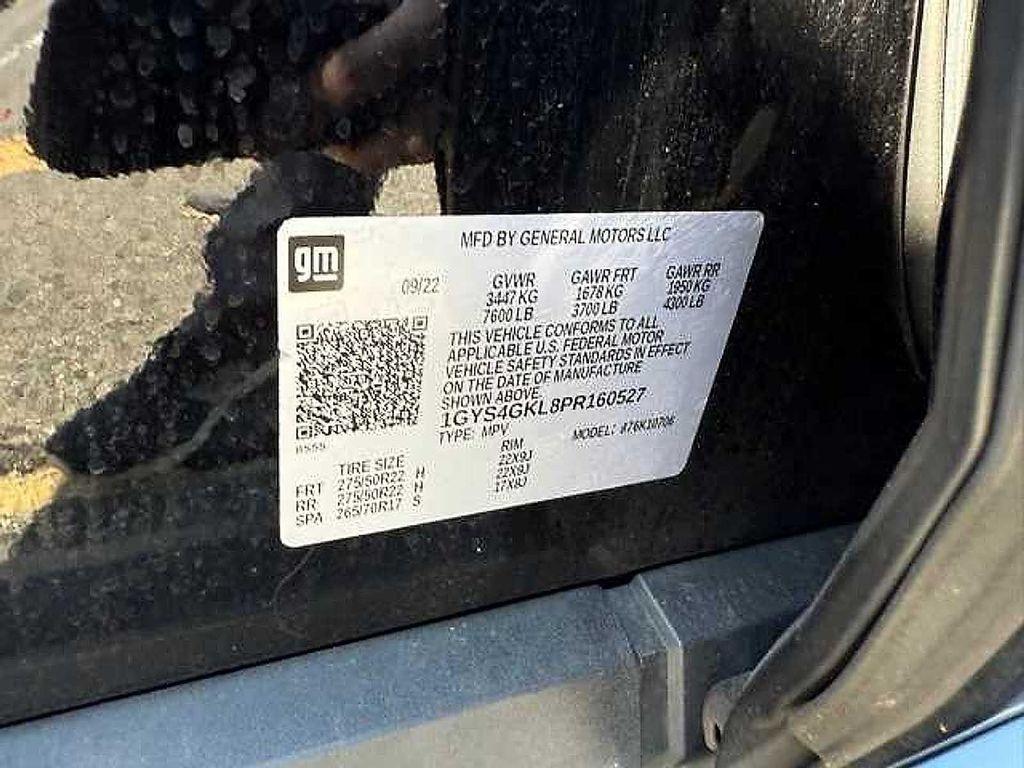 gm
MFD BY GENERAL MOTORS LLC
09/22
GVWR GAWR FRT GAWR RR
3447 KG 1678 KG 1950 KG
7600 LB 3700 LB 4300 LB
THIS VEHICLE CONFORMS TO ALL
APPLICABLE U.S. FEDERAL MOTOR
VEHICLE SAFETY STANDARDS IN EFFECT
ON THE DATE OF MANUFACTURE
SHOWN ABOVE.
1GYS4GKL8PR160527
TYPE: MPV MODEL:
TIRE SIZE RIM
FRT 275/50R22 H 22X9J
RR 275/50R22 H 22X9J
SPA 265/70R17 S 17X8J